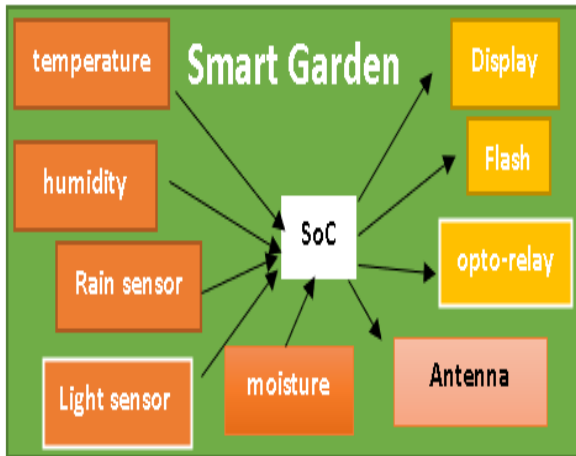 temperature
Smart Garden
Display
humidity
Flash
SoC
Rain sensor
opto-relay
Light sensor
moisture
Antenna